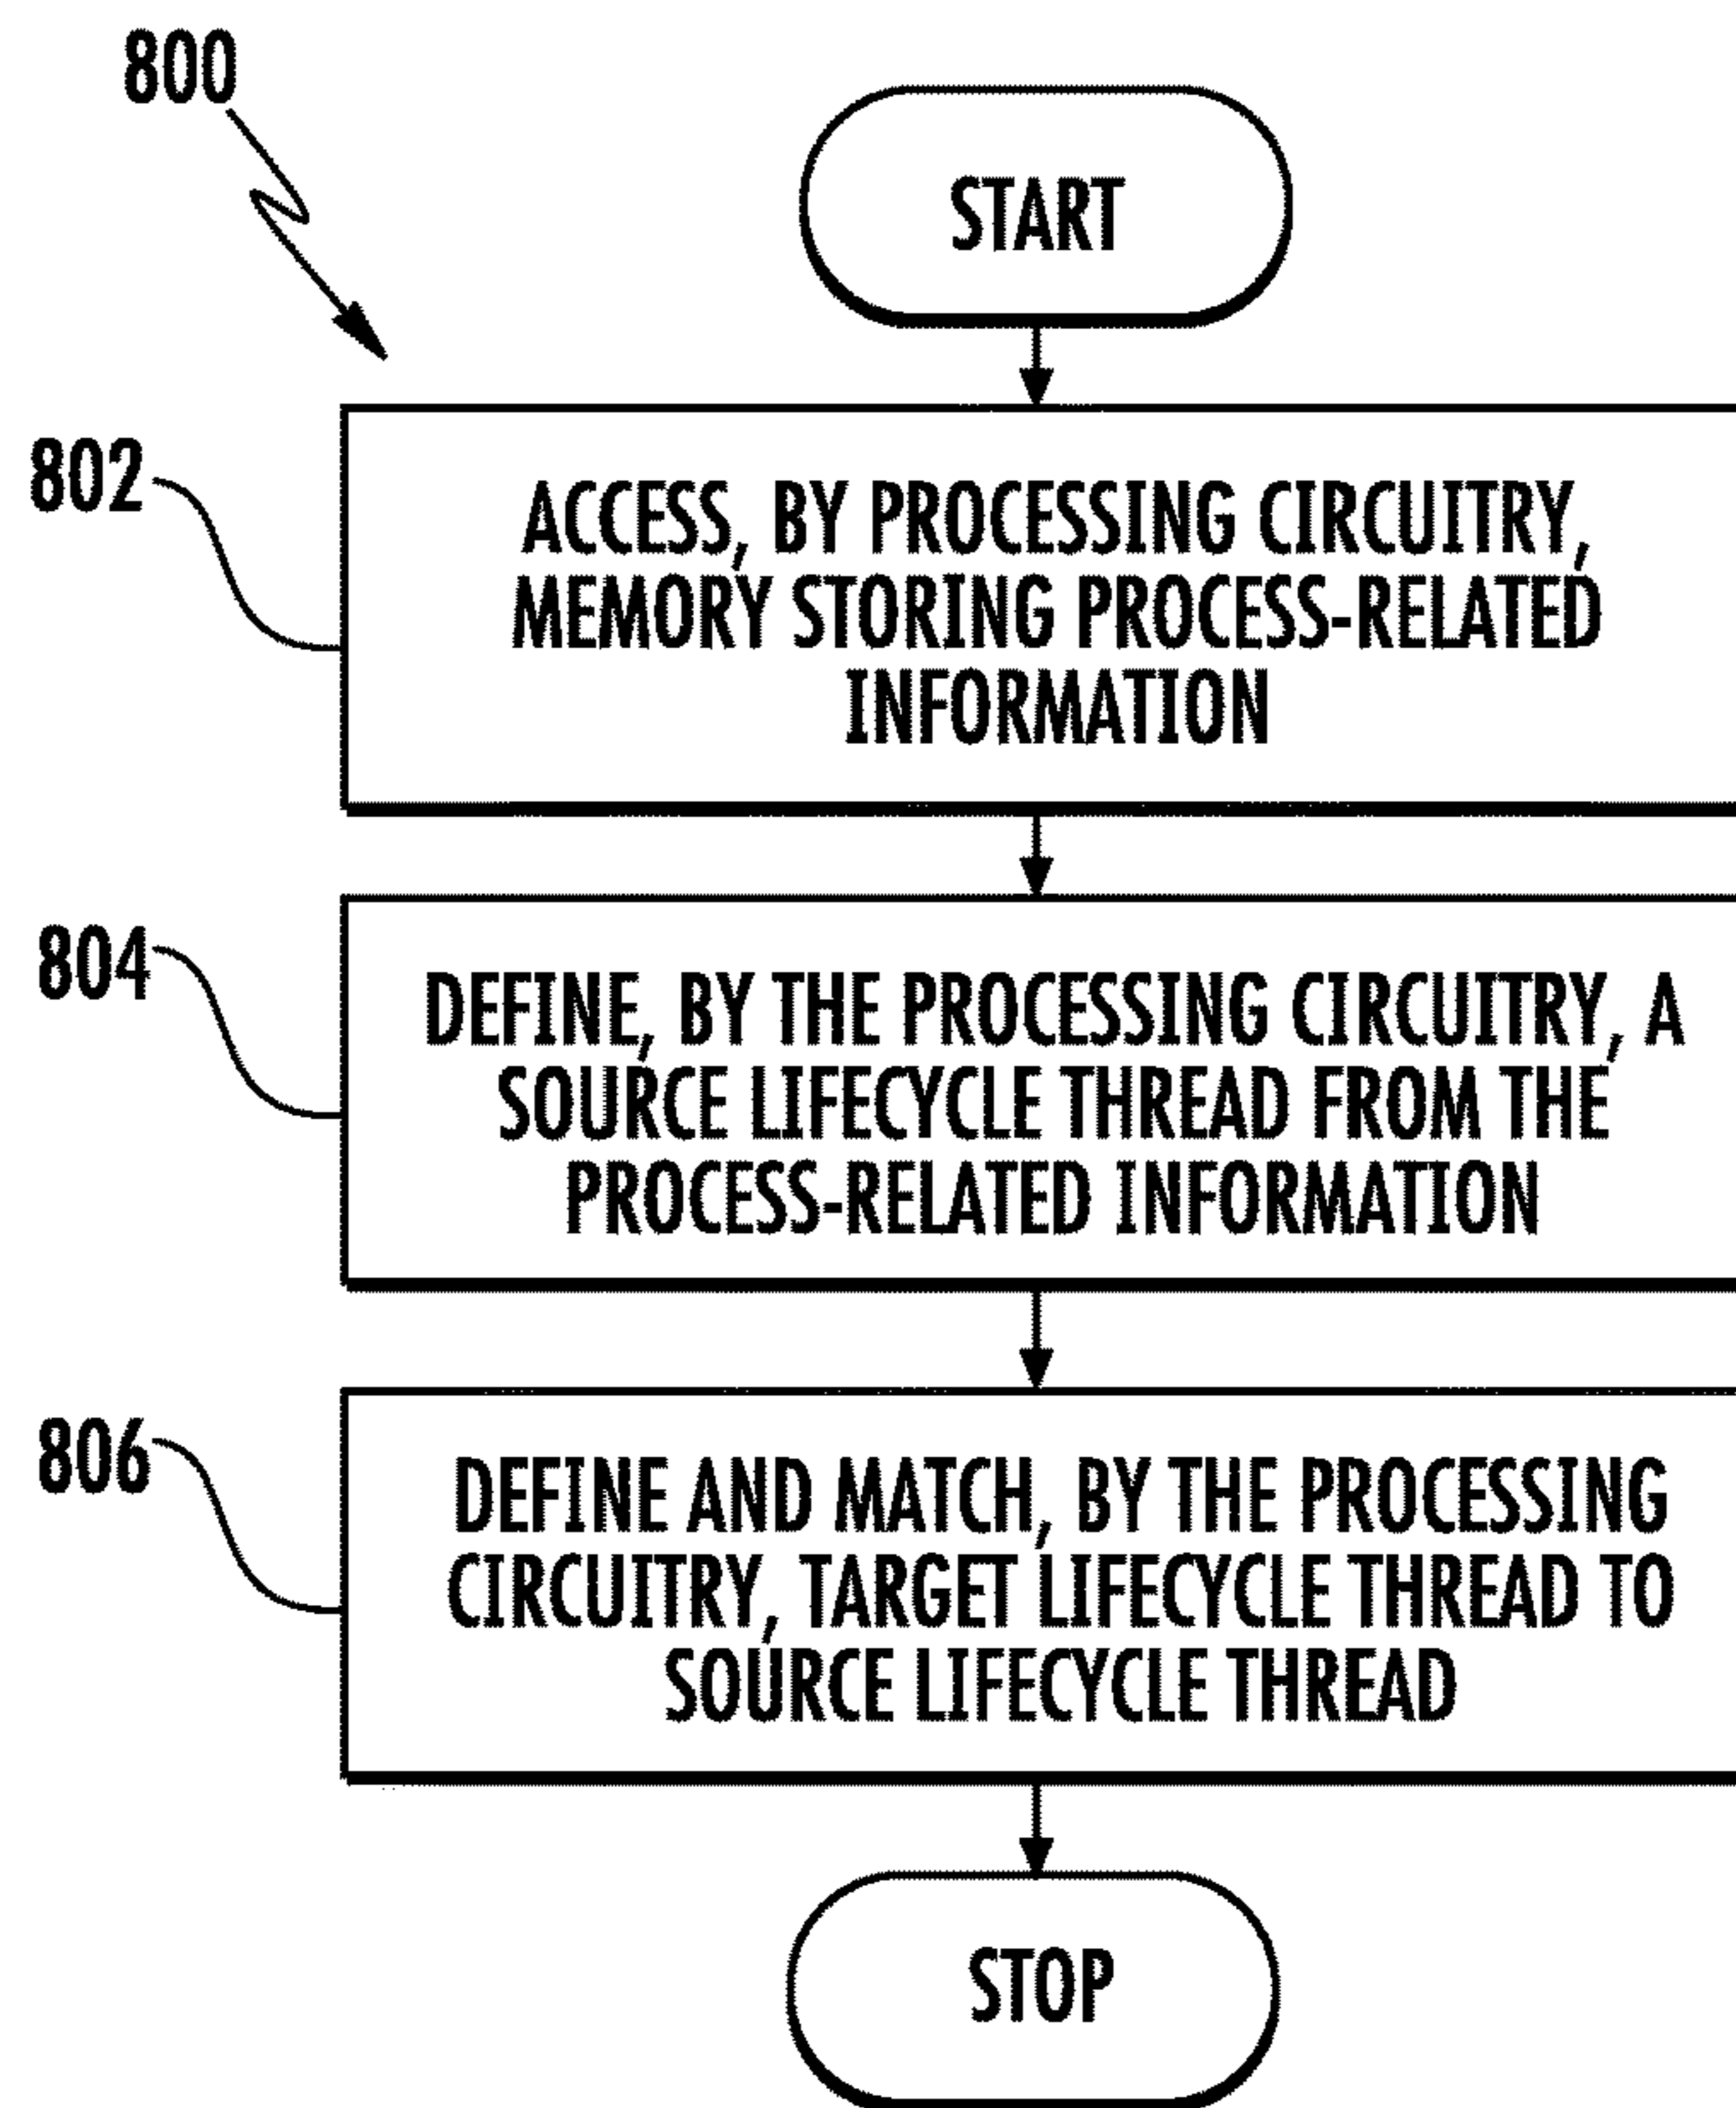 800
START
802
ACCESS, BY PROCESSING CIRCUITRY,
MEMORY STORING PROCESS-RELATED
INFORMATION
804
DEFINE, BY THE PROCESSING CIRCUITRY, A
SOURCE LIFECYCLE THREAD FROM THE
PROCESS-RELATED INFORMATION
806
DEFINE AND MATCH, BY THE PROCESSING
CIRCUITRY, TARGET LIFECYCLE THREAD TO
SOURCE LIFECYCLE THREAD
STOP